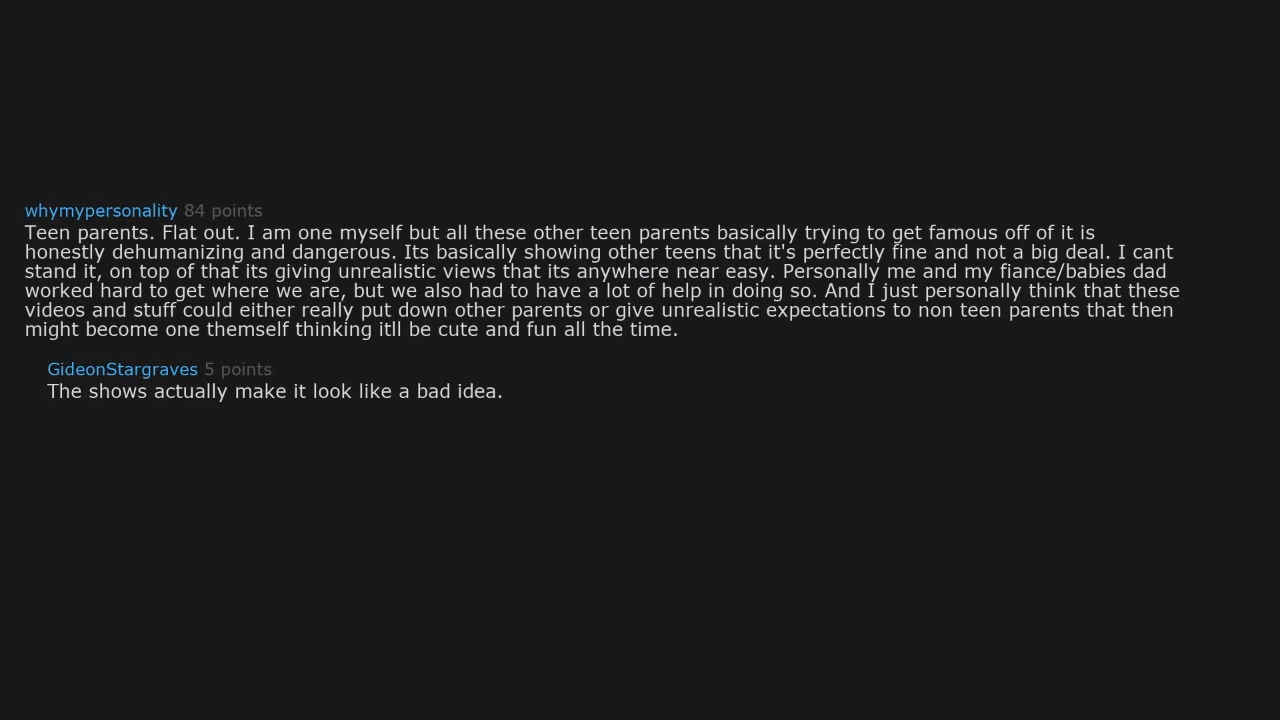 whymypersonality 84 points
Teen parents. Flat out. I am one myself but all these other teen parents basically trying to get famous off of it is
honestly dehumanizing and dangerous. Its basically showing other teens that it's perfectly fine and not a big deal. I cant
stand it, on top of that its giving unrealistic views that its anywhere near easy. Personally me and my fiance/babies dad
worked hard to get where we are, but we also had to have a lot of help in doing so. And I just personally think that these
videos and stuff could either really put down other parents or give unrealistic expectations to non teen parents that then
might become one themself thinking itll be cute and fun all the time.
GideonStargraves 5 points
The shows actually make it look like a bad idea.